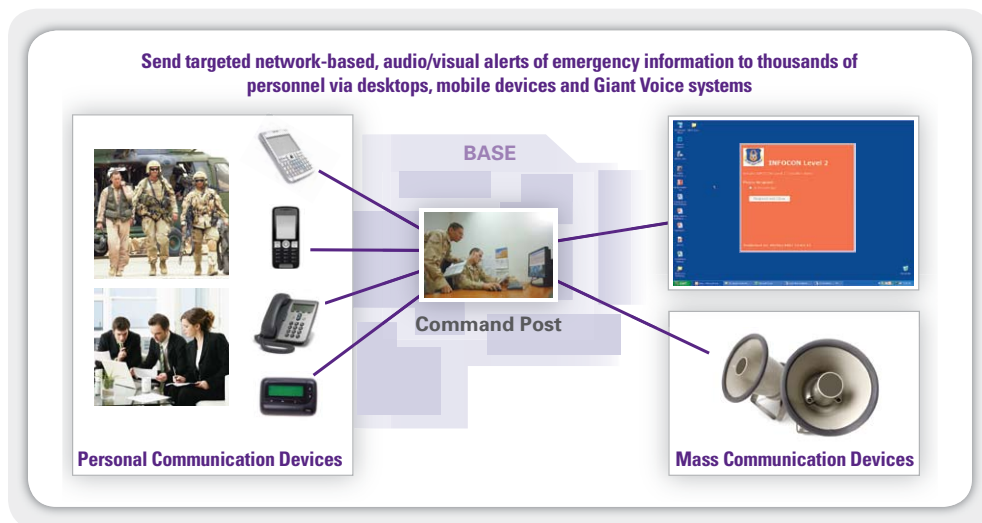 Send targeted network-based, audio/visual alerts of emergency information to thousands of
personnel via desktops, mobile devices and Giant Voice systems
BASE
INFOCON Level 2
Command Post
Personal Communication Devices
Mass Communication Devices